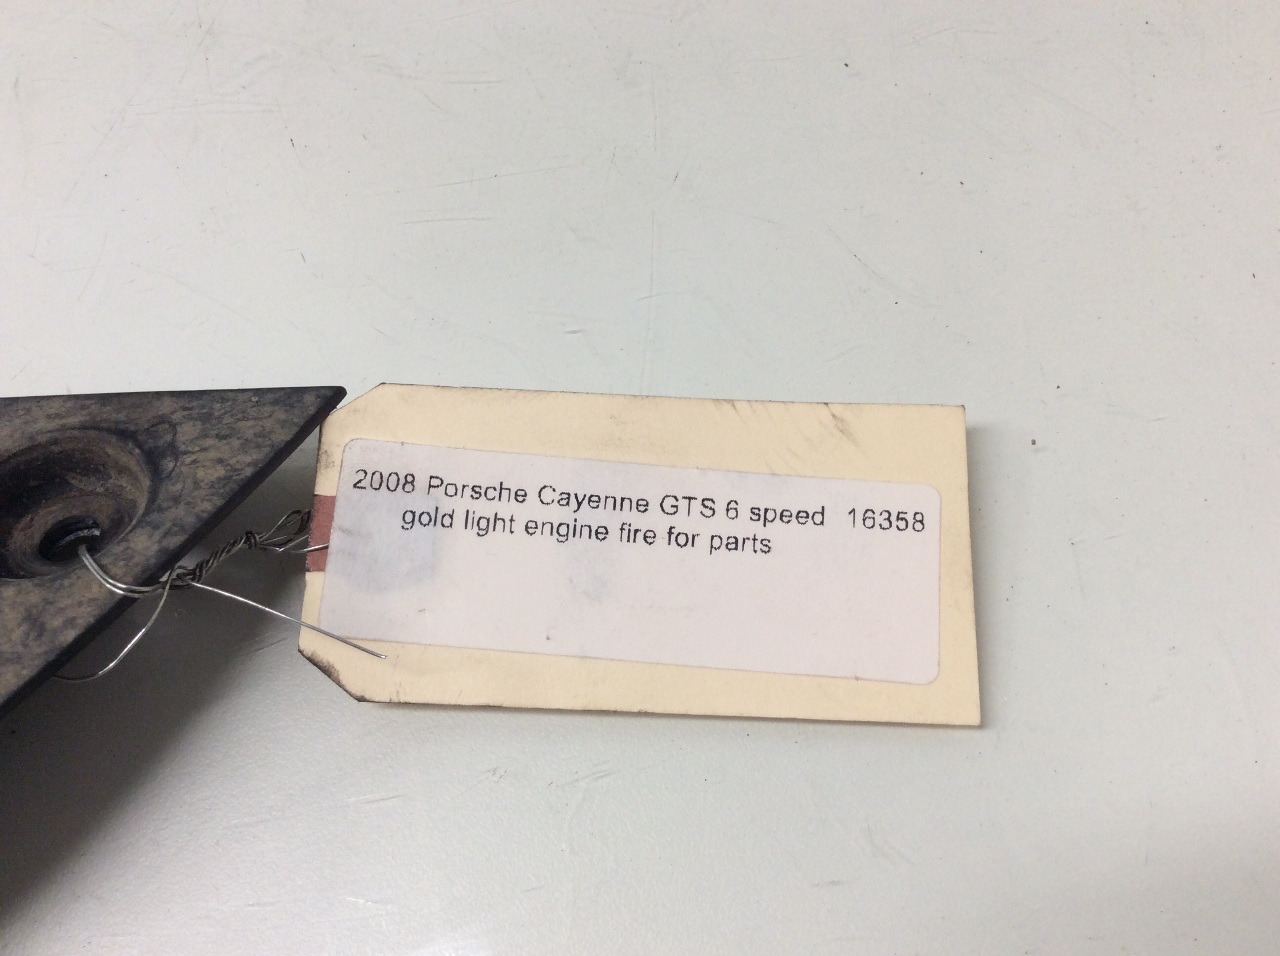 2008 Porsche Cayenne GTS 6 speed 16358
gold light engine fire for parts